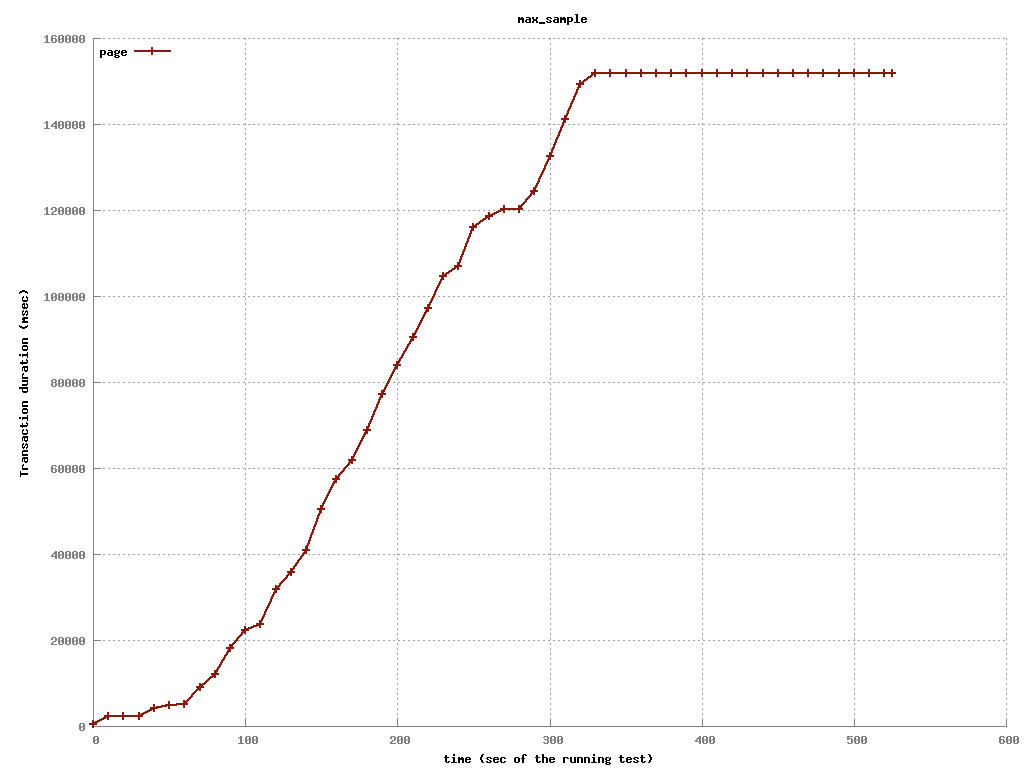 max_sample
160000
page
140000
120000
100000
80000
60000
40000
20000
0
Transaction duration (msec)
0 100 200 300 400 500 600
time (sec of the running test)